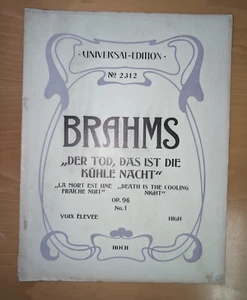 ·UNIVERSAL-EDITION·
No 2312
BRAHMS
„DER TOD, DAS IST DIE
KÜHLE NACHT"
„LA MORT EST UNE FRAÎCHE NUIT"
„DEATH IS THE COOLING NIGHT"
OP. 96
No. 1
VOIX ÉLEVÉE
HIGH
HOCH